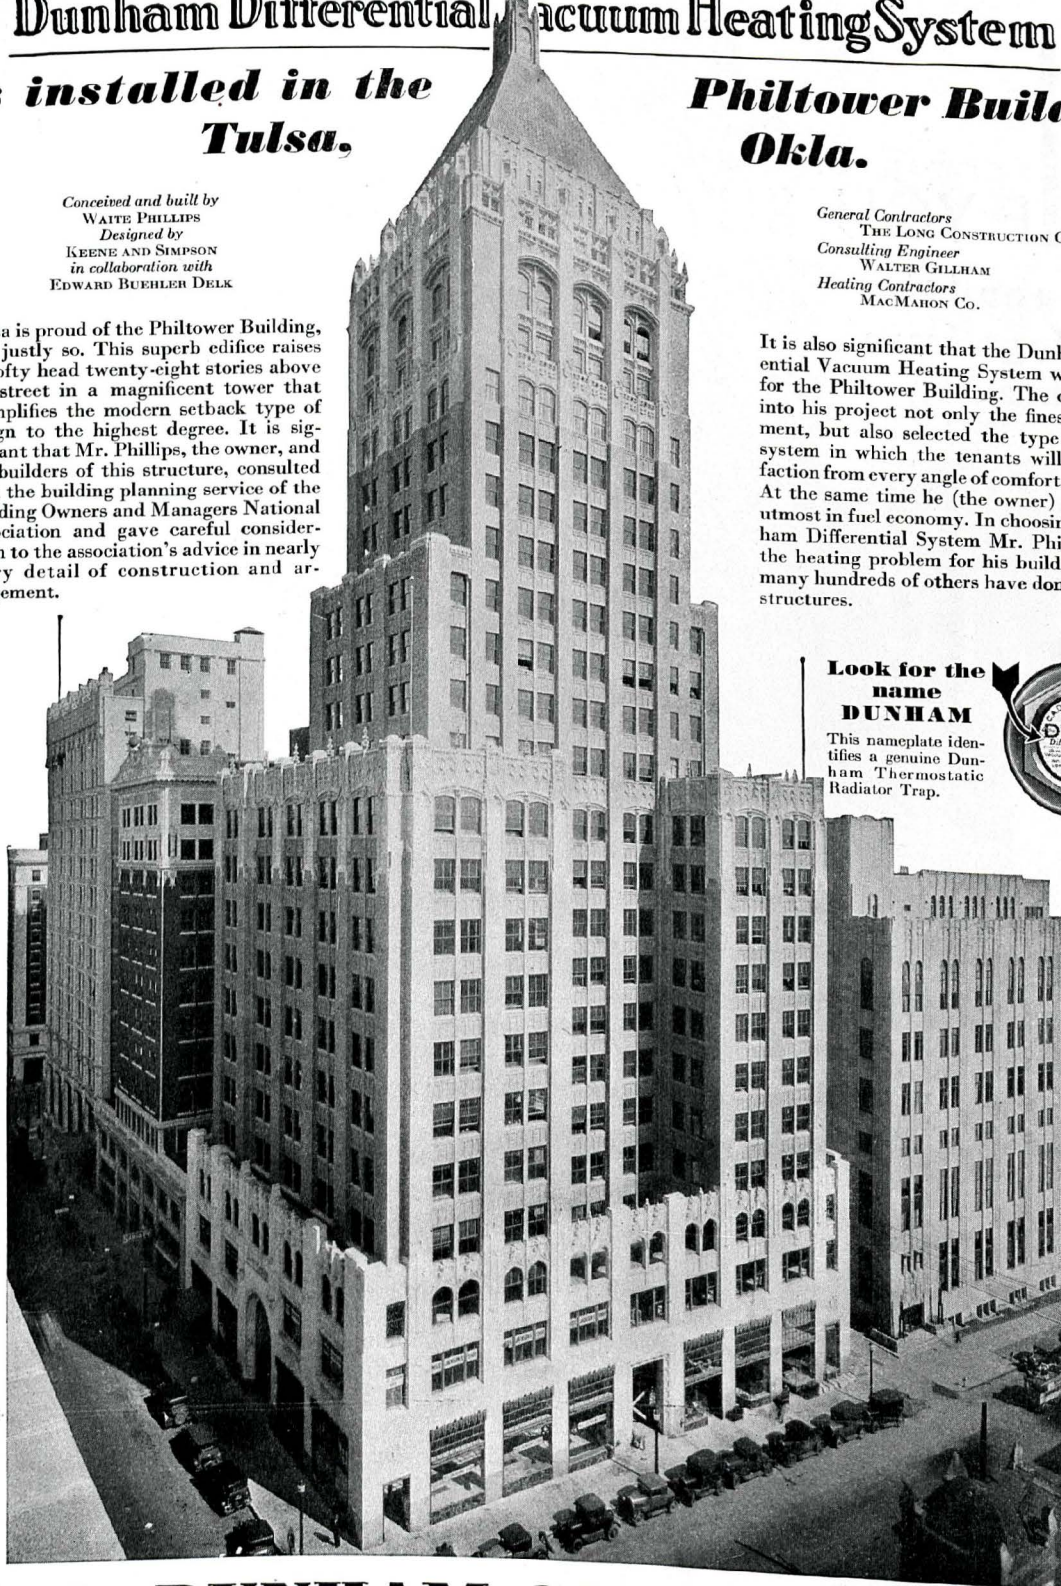 Dunham Differential Vacuum Heating System
installed in the
Tulsa,
Philtower Build
Okla.
Conceived and built by
WAITE PHILLIPS
Designed by
KEENE AND SIMPSON
in collaboration with
EDWARD BUEHLER DELK
General Contractors
THE LONG CONSTRUCTION C
Consulting Engineer
WALTER GILLHAM
Heating Contractors
MACMAHON CO.
a is proud of the Philtower Building,
justly so. This superb edifice raises
ofty head twenty-eight stories above
street in a magnificent tower that
mplifies the modern setback type of
gn to the highest degree. It is sig-
ant that Mr. Phillips, the owner, and
builders of this structure, consulted
the building planning service of the
ding Owners and Managers National
ciation and gave careful consider-
n to the association's advice in nearly
y detail of construction and ar-
ement.
It is also significant that the Dunh
ential Vacuum Heating System w
for the Philtower Building. The
into his project not only the fines
ment, but also selected the type
system in which the tenants will
faction from every angle of comfort
At the same time he (the owner)
utmost in fuel economy. In choosin
ham Differential System Mr. Phi
the heating problem for his build
many hundreds of others have don
structures.
Look for the
name
DUNHAM
This nameplate iden-
tifies a genuine Dun-
ham Thermostatic
Radiator Trap.